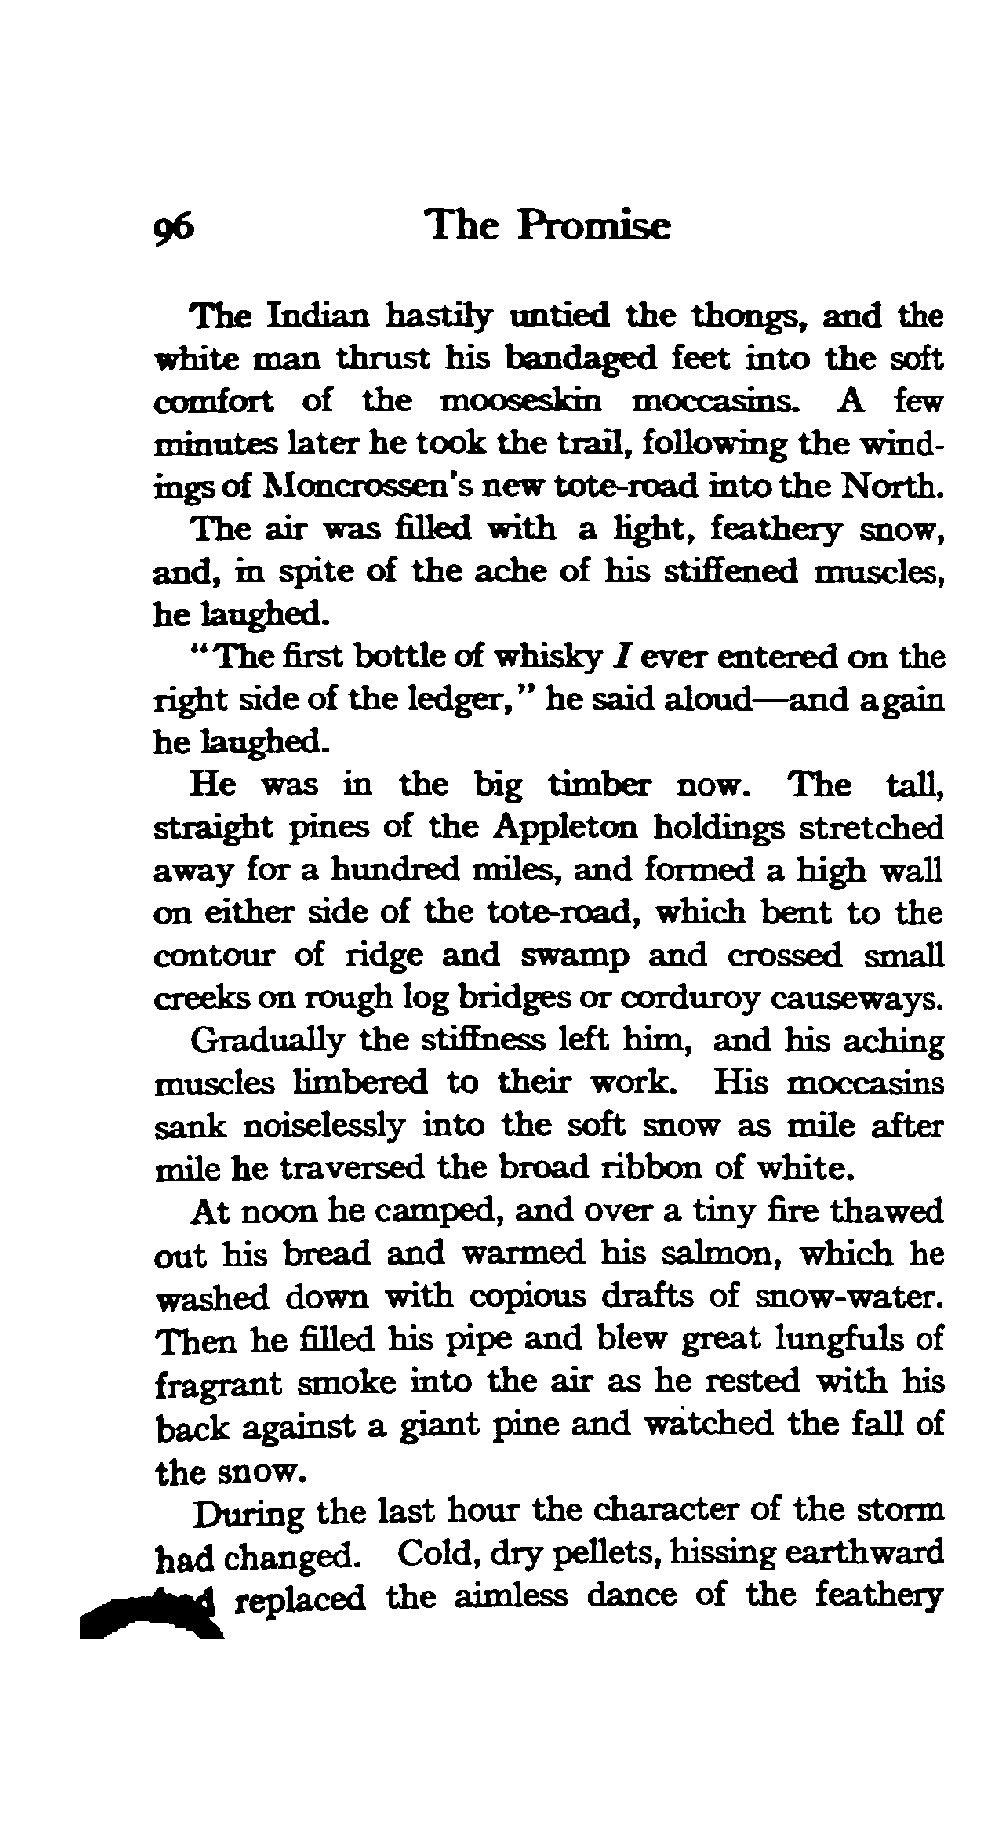 96 The Promise
The Indian hastily untied the thongs, and the
white man thrust his bandaged feet into the soft
comfort of the mooseskin moccasins. A few
minutes later he took the trail, following the wind-
ings of Moncrossen's new tote-road into the North.
The air was filled with a light, feathery snow,
and, in spite of the ache of his stiffened muscles,
he laughed.
"The first bottle of whisky I ever entered on the
right side of the ledger," he said aloud—and again
he laughed.
He was in the big timber now. The tall,
straight pines of the Appleton holdings stretched
away for a hundred miles, and formed a high wall
on either side of the tote-road, which bent to the
contour of ridge and swamp and crossed small
creeks on rough log bridges or corduroy causeways.
Gradually the stiffness left him, and his aching
muscles limbered to their work. His moccasins
sank noiselessly into the soft snow as mile after
mile he traversed the broad ribbon of white.
At noon he camped, and over a tiny fire thawed
out his bread and warmed his salmon, which he
washed down with copious drafts of snow-water.
Then he filled his pipe and blew great lungfuls of
fragrant smoke into the air as he rested with his
back against a giant pine and watched the fall of
the snow.
During the last hour the character of the storm
had changed. Cold, dry pellets, hissing earthward
replaced the aimless dance of the feathery